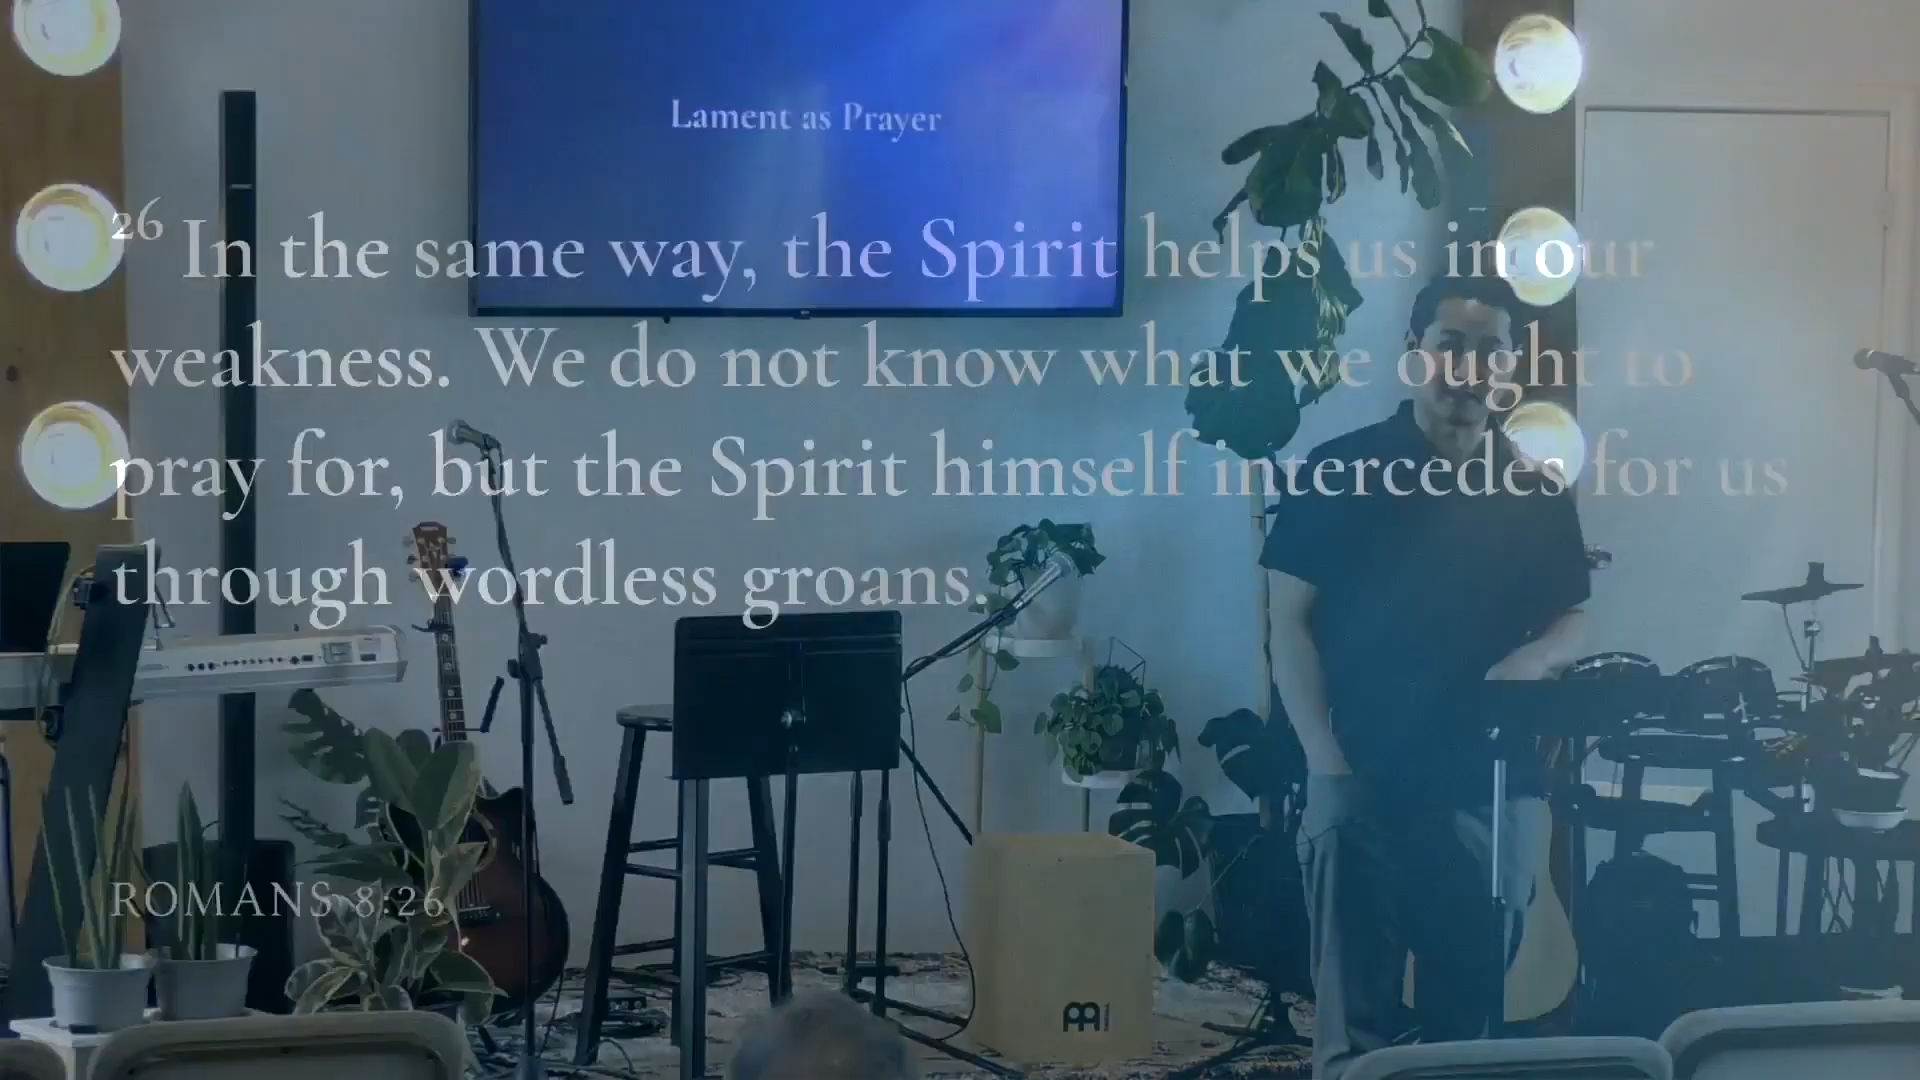 Lament as Prayer
26 In the same way, the Spirit helps us in our
weakness. We do not know what we ought to
pray for, but the Spirit himself intercedes for us
through wordless groans.
ROMANS 8:26